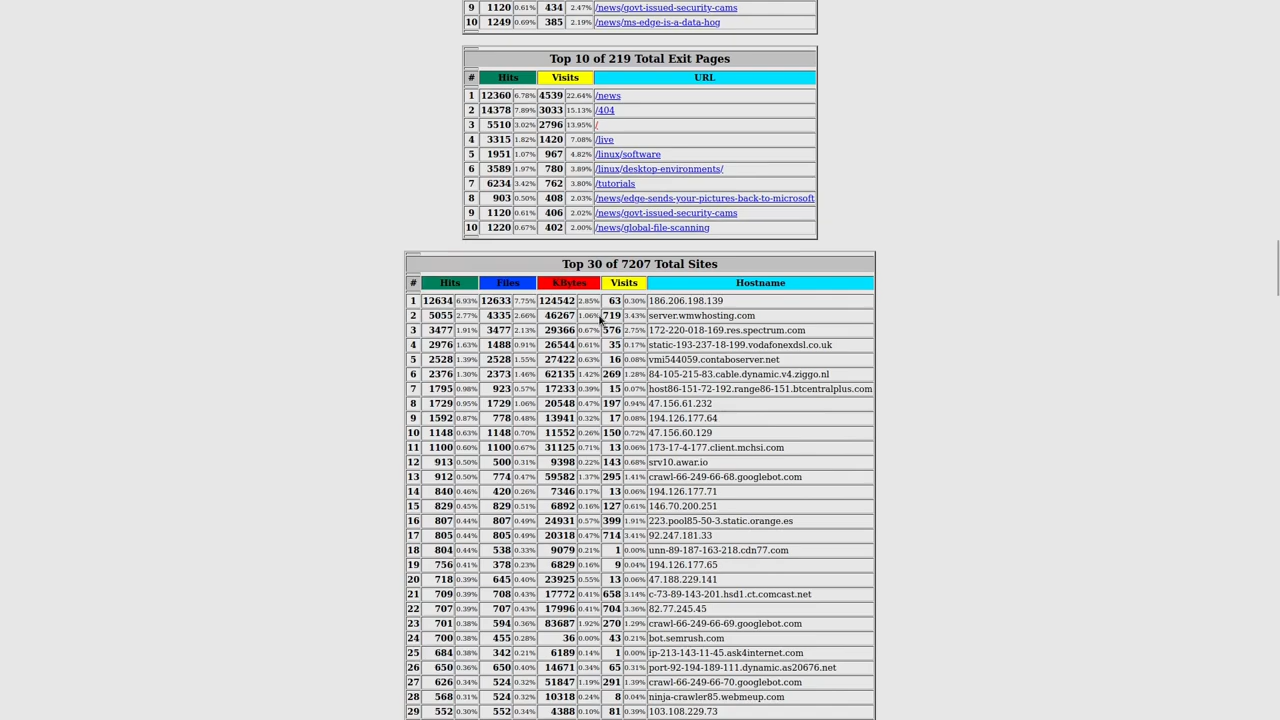 9 1120 0.61% 434 2.47% /news/govt-issued-security-cams
10 1249 0.69% 385 2.19% /news/ms-edge-is-a-data-hog
Top 10 of 219 Total Exit Pages
# Hits Visits URL
1 12360 6.78% 4539 22.64% /news
2 14378 7.89% 3033 15.13% /404
3 5510 3.02% 2796 13.95% /
4 3315 1.82% 1420 7.08% /live
5 1951 1.07% 967 4.82% /linux/software
6 3589 1.97% 780 3.89% /linux/desktop-environments/
7 6234 3.42% 762 3.80% /tutorials
8 903 0.50% 408 2.03% /news/edge-sends-your-pictures-back-to-microsoft
9 1120 0.61% 406 2.02% /news/govt-issued-security-cams
10 1220 0.67% 402 2.00% /news/global-file-scanning
Top 30 of 7207 Total Sites
# Hits Files KBytes Visits Hostname
1 12634 6.93% 12633 7.75% 124542 2.85% 63 0.30% 186.206.198.139
2 5055 2.77% 4335 2.66% 46267 1.06% 719 3.43% server.wmwhosting.com
3 3477 1.91% 3477 2.13% 29366 0.67% 576 2.75% 172-220-018-169.res.spectrum.com
4 2976 1.63% 1488 0.91% 26544 0.61% 35 0.17% static-193-237-18-199.vodafonexdsl.co.uk
5 2528 1.39% 2528 1.55% 27422 0.63% 16 0.08% vmi544059.contaboserver.net
6 2376 1.30% 2373 1.46% 62135 1.42% 269 1.28% 84-105-215-83.cable.dynamic.v4.ziggo.nl
7 1795 0.98% 923 0.57% 17233 0.39% 15 0.07% host86-151-72-192.range86-151.btcentralplus.com
8 1729 0.95% 1729 1.06% 20548 0.47% 197 0.94% 47.156.61.232
9 1592 0.87% 778 0.48% 13941 0.32% 17 0.08% 194.126.177.64
10 1148 0.63% 1148 0.70% 11552 0.26% 150 0.72% 47.156.60.129
11 1100 0.60% 1100 0.67% 31125 0.71% 13 0.06% 173-17-4-177.client.mchsi.com
12 913 0.50% 500 0.31% 9398 0.22% 143 0.68% srv10.awar.io
13 912 0.50% 774 0.47% 59582 1.37% 295 1.41% crawl-66-249-66-68.googlebot.com
14 840 0.46% 420 0.26% 7346 0.17% 13 0.06% 194.126.177.71
15 829 0.45% 829 0.51% 6892 0.16% 127 0.61% 146.70.200.251
16 807 0.44% 807 0.49% 24931 0.57% 399 1.91% 223.pool85-50-3.static.orange.es
17 805 0.44% 805 0.49% 20318 0.47% 714 3.41% 92.247.181.33
18 804 0.44% 538 0.33% 9079 0.21% 1 0.00% unn-89-187-163-218.cdn77.com
19 756 0.41% 378 0.23% 6829 0.16% 9 0.04% 194.126.177.65
20 718 0.39% 645 0.40% 23925 0.55% 13 0.06% 47.188.229.141
21 709 0.39% 708 0.43% 17772 0.41% 658 3.14% c-73-89-143-201.hsd1.ct.comcast.net
22 707 0.39% 707 0.43% 17996 0.41% 704 3.36% 82.77.245.45
23 701 0.38% 594 0.36% 83687 1.92% 270 1.29% crawl-66-249-66-69.googlebot.com
24 700 0.38% 455 0.28% 36 0.00% 43 0.21% bot.semrush.com
25 684 0.38% 342 0.21% 6189 0.14% 1 0.00% ip-213-143-11-45.ask4internet.com
26 650 0.36% 650 0.40% 14671 0.34% 65 0.31% port-92-194-189-111.dynamic.as20676.net
27 626 0.34% 524 0.32% 51847 1.19% 291 1.39% crawl-66-249-66-70.googlebot.com
28 568 0.31% 524 0.32% 10318 0.24% 8 0.04% ninja-crawler85.webmeup.com
29 552 0.30% 552 0.34% 4388 0.10% 81 0.39% 103.108.229.73